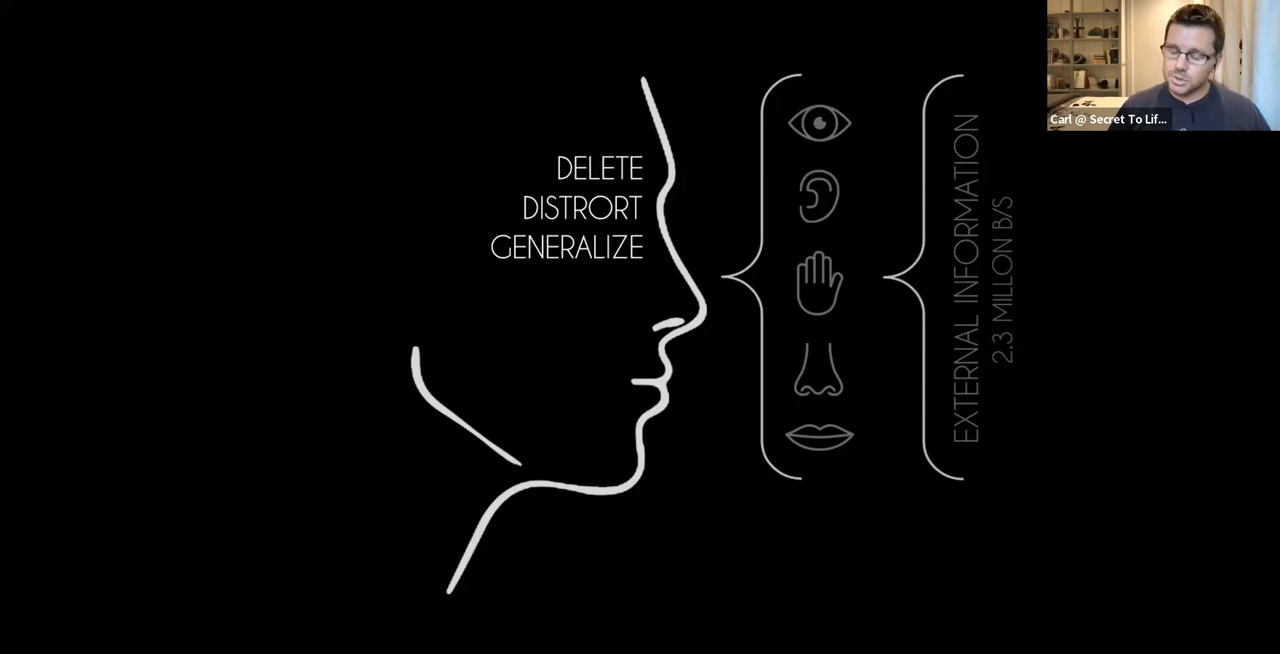 DELETE
DISTRORT
GENERALIZE
EXTERNAL INFORMATION
2.3 MILLON B/S
Carl @ Secret To Lif...